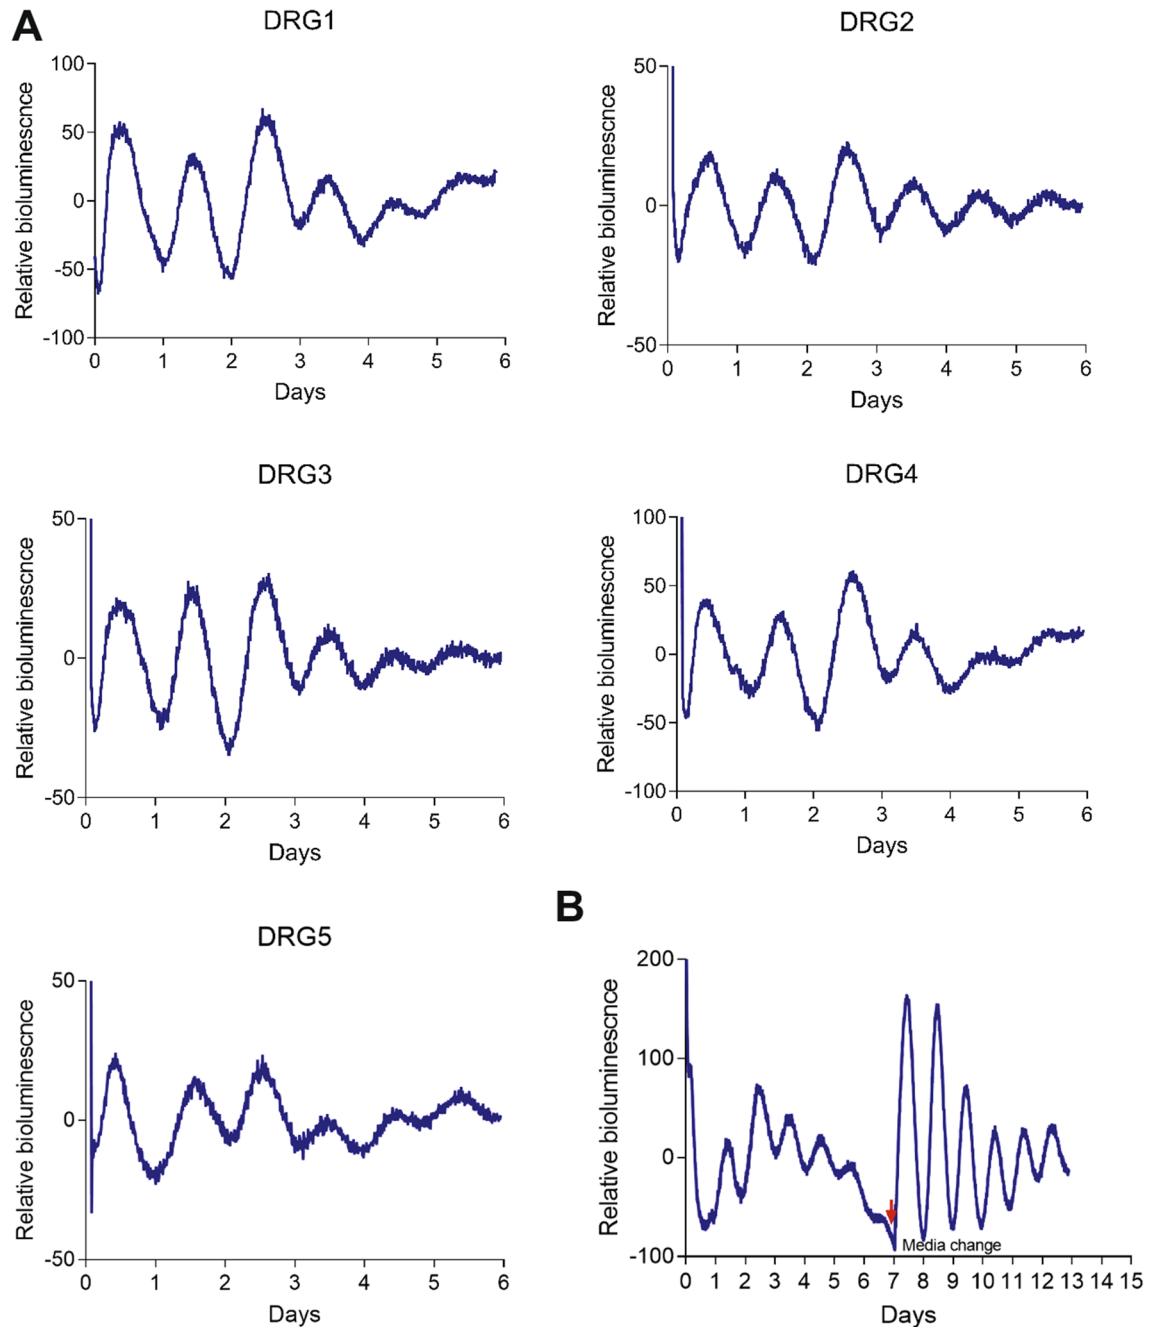 A
DRG1
Relative bioluminescnce
100
50
0
-50
-100
0 1 2 3 4 5 6
Days
DRG2
Relative bioluminescnce
50
0
-50
0 1 2 3 4 5 6
Days
DRG3
Relative bioluminescnce
50
0
-50
0 1 2 3 4 5 6
Days
DRG4
Relative bioluminescnce
100
50
0
-50
-100
0 1 2 3 4 5 6
Days
DRG5
Relative bioluminescnce
50
0
-50
0 1 2 3 4 5 6
Days
B
Relative bioluminescnce
200
100
0
-100
Media change
0 1 2 3 4 5 6 7 8 9 10 11 12 13 14 15
Days